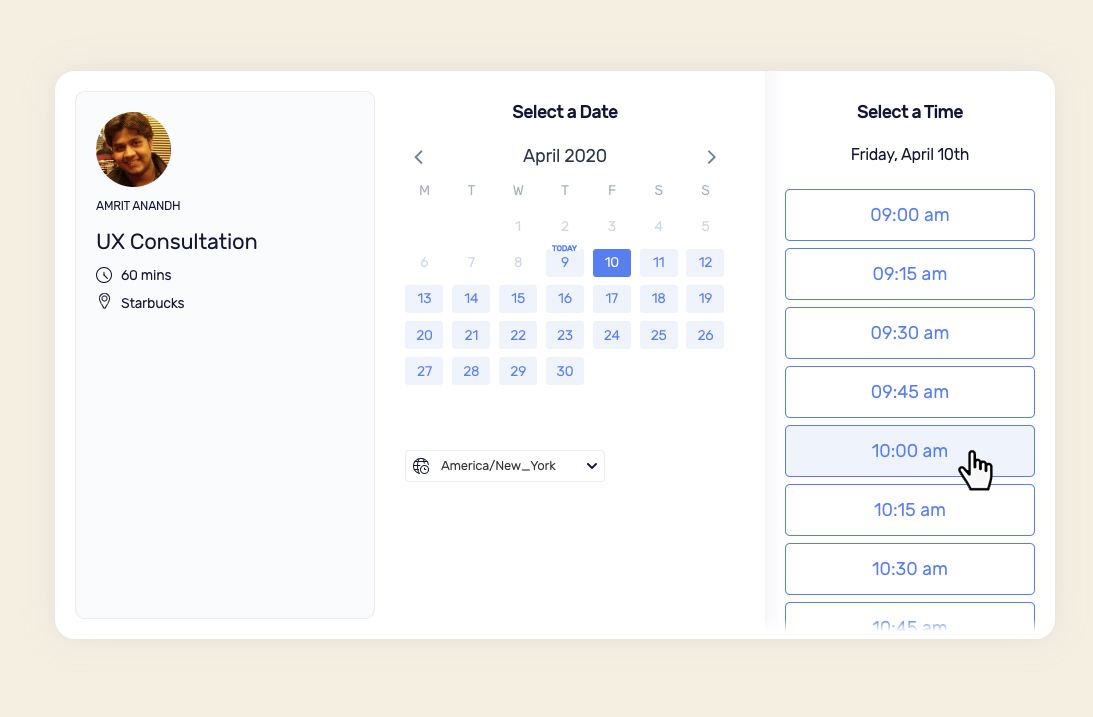 AMRIT ANANDH
UX Consultation
60 mins
Starbucks
Select a Date
April 2020
M T W T F S S
1 2 3 4 5
TODAY
6 7 8 9 10 11 12
13 14 15 16 17 18 19
20 21 22 23 24 25 26
27 28 29 30
America/New_York
Select a Time
Friday, April 10th
09:00 am
09:15 am
09:30 am
09:45 am
10:00 am
10:15 am
10:30 am
10:45 am